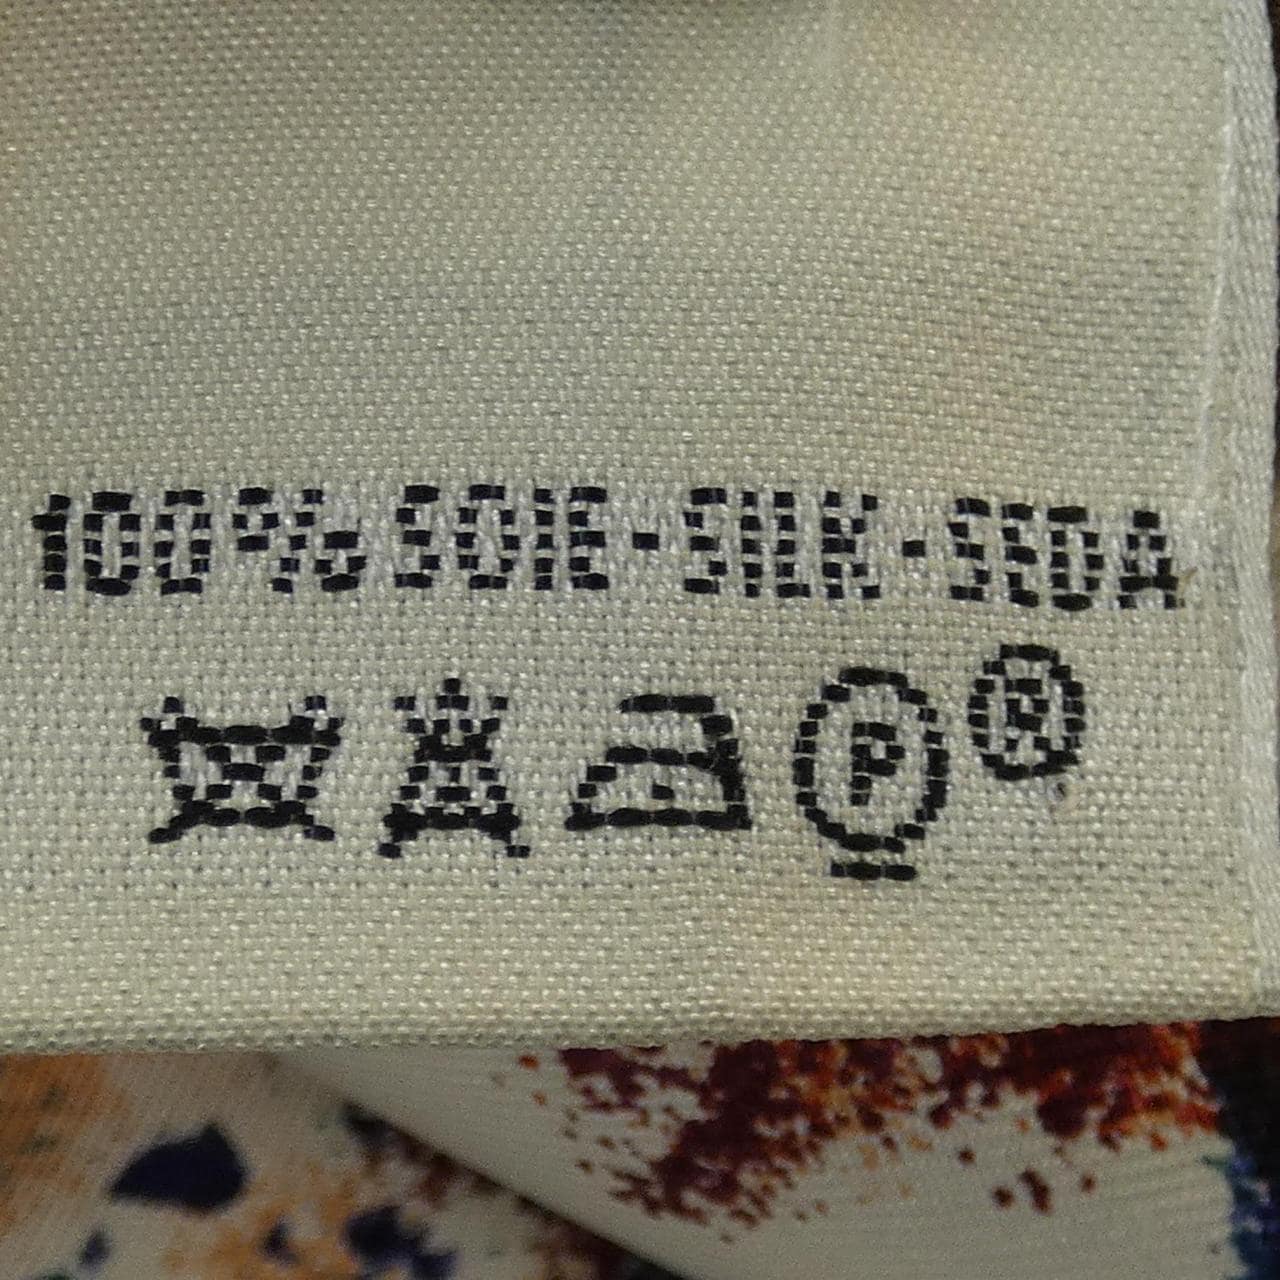 100% SOIE - SILK - SEDA
P ®